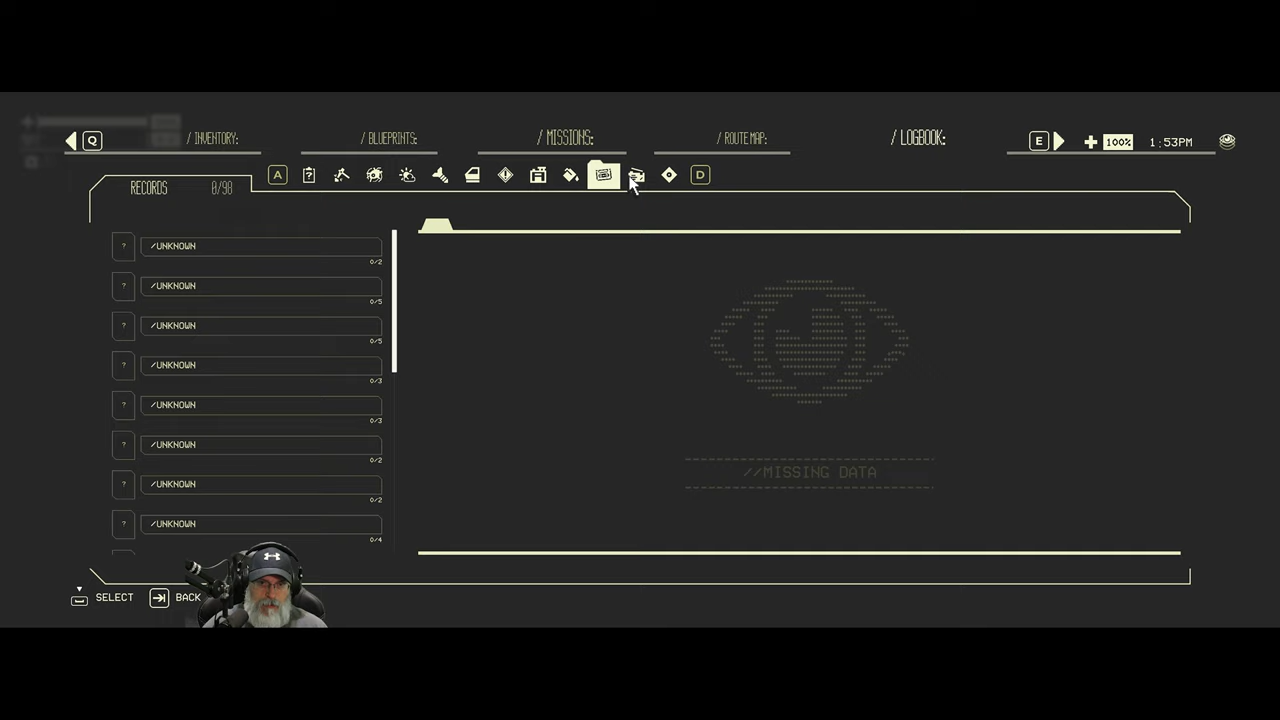 Q / INVENTORY: / BLUEPRINTS: / MISSIONS: / ROUTE MAP: / LOGBOOK: E 100% 1:53PM
A D
RECORDS 0/90
? /UNKNOWN
0/2
? /UNKNOWN
0/5
? /UNKNOWN
0/5
? /UNKNOWN
0/3
? /UNKNOWN
0/3
? /UNKNOWN
0/2
? /UNKNOWN
0/2
? /UNKNOWN
0/4
//MISSING DATA
SELECT BACK